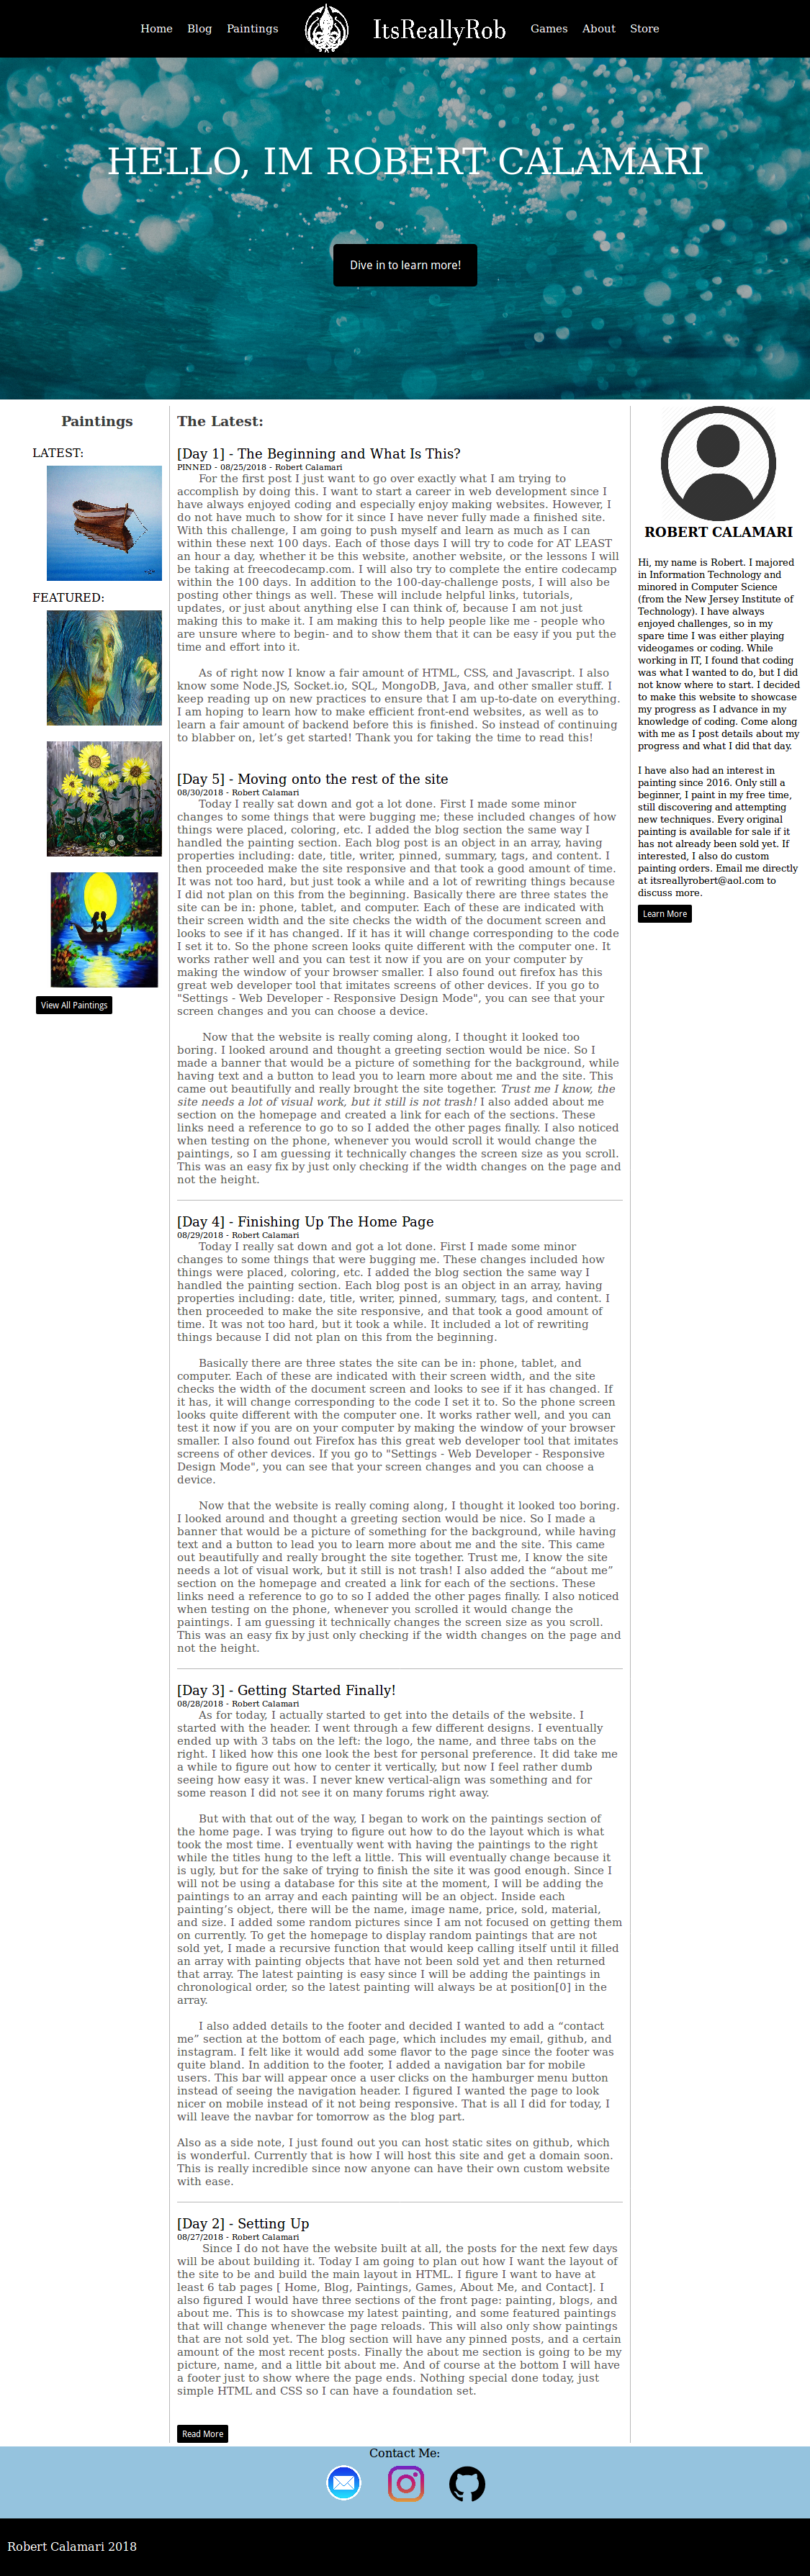 Home Blog Paintings ItsReallyRob Games About Store
HELLO, IM ROBERT CALAMARI
Dive in to learn more!
Paintings
LATEST:
FEATURED:
View All Paintings
The Latest:
[Day 1] - The Beginning and What Is This?
PINNED - 08/25/2018 - Robert Calamari
For the first post I just want to go over exactly what I am trying to
accomplish by doing this. I want to start a career in web development since I
have always enjoyed coding and especially enjoy making websites. However, I
do not have much to show for it since I have never fully made a finished site.
With this challenge, I am going to push myself and learn as much as I can
within these next 100 days. Each of those days I will try to code for AT LEAST
an hour a day, whether it be this website, another website, or the lessons I will
be taking at freecodecamp.com. I will also try to complete the entire codecamp
within the 100 days. In addition to the 100-day-challenge posts, I will also be
posting other things as well. These will include helpful links, tutorials,
updates, or just about anything else I can think of, because I am not just
making this to make it. I am making this to help people like me - people who
are unsure where to begin- and to show them that it can be easy if you put the
time and effort into it.
As of right now I know a fair amount of HTML, CSS, and Javascript. I also
know some Node.JS, Socket.io, SQL, MongoDB, Java, and other smaller stuff. I
keep reading up on new practices to ensure that I am up-to-date on everything.
I am hoping to learn how to make efficient front-end websites, as well as to
learn a fair amount of backend before this is finished. So instead of continuing
to blabber on, let’s get started! Thank you for taking the time to read this!
[Day 5] - Moving onto the rest of the site
08/30/2018 - Robert Calamari
Today I really sat down and got a lot done. First I made some minor
changes to some things that were bugging me; these included changes of how
things were placed, coloring, etc. I added the blog section the same way I
handled the painting section. Each blog post is an object in an array, having
properties including: date, title, writer, pinned, summary, tags, and content. I
then proceeded make the site responsive and that took a good amount of time.
It was not too hard, but just took a while and a lot of rewriting things because
I did not plan on this from the beginning. Basically there are three states the
site can be in: phone, tablet, and computer. Each of these are indicated with
their screen width and the site checks the width of the document screen and
looks to see if it has changed. If it has it will change corresponding to the code
I set it to. So the phone screen looks quite different with the computer one. It
works rather well and you can test it now if you are on your computer by
making the window of your browser smaller. I also found out firefox has this
great web developer tool that imitates screens of other devices. If you go to
"Settings - Web Developer - Responsive Design Mode", you can see that your
screen changes and you can choose a device.
Now that the website is really coming along, I thought it looked too
boring. I looked around and thought a greeting section would be nice. So I
made a banner that would be a picture of something for the background, while
having text and a button to lead you to learn more about me and the site. This
came out beautifully and really brought the site together. Trust me I know, the
site needs a lot of visual work, but it still is not trash! I also added about me
section on the homepage and created a link for each of the sections. These
links need a reference to go to so I added the other pages finally. I also noticed
when testing on the phone, whenever you would scroll it would change the
paintings, so I am guessing it technically changes the screen size as you scroll.
This was an easy fix by just only checking if the width changes on the page and
not the height.
[Day 4] - Finishing Up The Home Page
08/29/2018 - Robert Calamari
Today I really sat down and got a lot done. First I made some minor
changes to some things that were bugging me. These changes included how
things were placed, coloring, etc. I added the blog section the same way I
handled the painting section. Each blog post is an object in an array, having
properties including: date, title, writer, pinned, summary, tags, and content. I
then proceeded to make the site responsive, and that took a good amount of
time. It was not too hard, but it took a while. It included a lot of rewriting
things because I did not plan on this from the beginning.
Basically there are three states the site can be in: phone, tablet, and
computer. Each of these are indicated with their screen width, and the site
checks the width of the document screen and looks to see if it has changed. If
it has, it will change corresponding to the code I set it to. So the phone screen
looks quite different with the computer one. It works rather well, and you can
test it now if you are on your computer by making the window of your browser
smaller. I also found out Firefox has this great web developer tool that imitates
screens of other devices. If you go to "Settings - Web Developer - Responsive
Design Mode", you can see that your screen changes and you can choose a
device.
Now that the website is really coming along, I thought it looked too boring.
I looked around and thought a greeting section would be nice. So I made a
banner that would be a picture of something for the background, while having
text and a button to lead you to learn more about me and the site. This came
out beautifully and really brought the site together. Trust me, I know the site
needs a lot of visual work, but it still is not trash! I also added the “about me”
section on the homepage and created a link for each of the sections. These
links need a reference to go to so I added the other pages finally. I also noticed
when testing on the phone, whenever you scrolled it would change the
paintings. I am guessing it technically changes the screen size as you scroll.
This was an easy fix by just only checking if the width changes on the page and
not the height.
[Day 3] - Getting Started Finally!
08/28/2018 - Robert Calamari
As for today, I actually started to get into the details of the website. I
started with the header. I went through a few different designs. I eventually
ended up with 3 tabs on the left: the logo, the name, and three tabs on the
right. I liked how this one look the best for personal preference. It did take me
a while to figure out how to center it vertically, but now I feel rather dumb
seeing how easy it was. I never knew vertical-align was something and for
some reason I did not see it on many forums right away.
But with that out of the way, I began to work on the paintings section of
the home page. I was trying to figure out how to do the layout which is what
took the most time. I eventually went with having the paintings to the right
while the titles hung to the left a little. This will eventually change because it
is ugly, but for the sake of trying to finish the site it was good enough. Since I
will not be using a database for this site at the moment, I will be adding the
paintings to an array and each painting will be an object. Inside each
painting’s object, there will be the name, image name, price, sold, material,
and size. I added some random pictures since I am not focused on getting them
on currently. To get the homepage to display random paintings that are not
sold yet, I made a recursive function that would keep calling itself until it filled
an array with painting objects that have not been sold yet and then returned
that array. The latest painting is easy since I will be adding the paintings in
chronological order, so the latest painting will always be at position[0] in the
array.
I also added details to the footer and decided I wanted to add a “contact
me” section at the bottom of each page, which includes my email, github, and
instagram. I felt like it would add some flavor to the page since the footer was
quite bland. In addition to the footer, I added a navigation bar for mobile
users. This bar will appear once a user clicks on the hamburger menu button
instead of seeing the navigation header. I figured I wanted the page to look
nicer on mobile instead of it not being responsive. That is all I did for today, I
will leave the navbar for tomorrow as the blog part.
Also as a side note, I just found out you can host static sites on github, which
is wonderful. Currently that is how I will host this site and get a domain soon.
This is really incredible since now anyone can have their own custom website
with ease.
[Day 2] - Setting Up
08/27/2018 - Robert Calamari
Since I do not have the website built at all, the posts for the next few days
will be about building it. Today I am going to plan out how I want the layout of
the site to be and build the main layout in HTML. I figure I want to have at
least 6 tab pages [ Home, Blog, Paintings, Games, About Me, and Contact]. I
also figured I would have three sections of the front page: painting, blogs, and
about me. This is to showcase my latest painting, and some featured paintings
that will change whenever the page reloads. This will also only show paintings
that are not sold yet. The blog section will have any pinned posts, and a certain
amount of the most recent posts. Finally the about me section is going to be my
picture, name, and a little bit about me. And of course at the bottom I will have
a footer just to show where the page ends. Nothing special done today, just
simple HTML and CSS so I can have a foundation set.
Read More
ROBERT CALAMARI
Hi, my name is Robert. I majored
in Information Technology and
minored in Computer Science
(from the New Jersey Institute of
Technology). I have always
enjoyed challenges, so in my
spare time I was either playing
videogames or coding. While
working in IT, I found that coding
was what I wanted to do, but I did
not know where to start. I decided
to make this website to showcase
my progress as I advance in my
knowledge of coding. Come along
with me as I post details about my
progress and what I did that day.
I have also had an interest in
painting since 2016. Only still a
beginner, I paint in my free time,
still discovering and attempting
new techniques. Every original
painting is available for sale if it
has not already been sold yet. If
interested, I also do custom
painting orders. Email me directly
at itsreallyrobert@aol.com to
discuss more.
Learn More
Contact Me:
Robert Calamari 2018